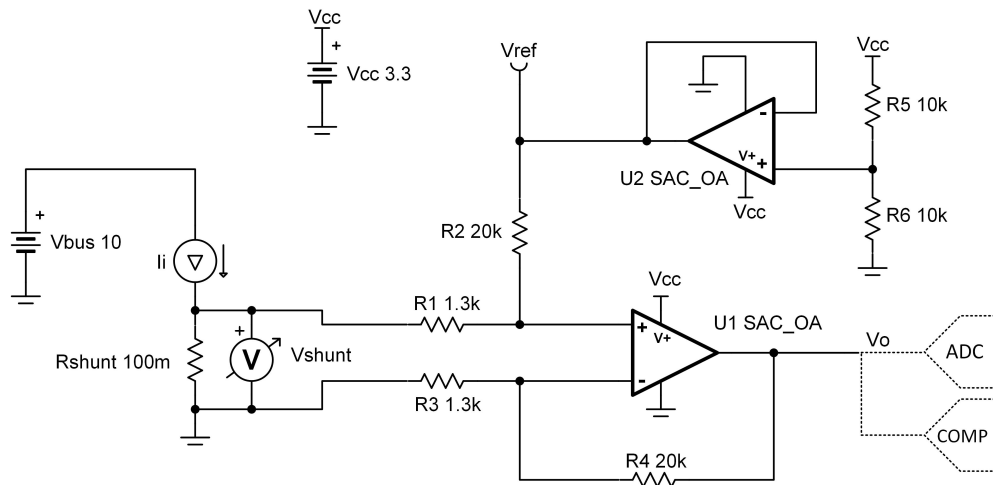 Vcc
+
Vcc 3.3
Vref
Vcc
R5 10k
-
V+
+
U2 SAC_OA
Vcc
R6 10k
+
Vbus 10
R2 20k
Ii
Vcc
R1 1.3k
U1 SAC_OA
+
V+
-
Vo
ADC
Rshunt 100m
+
V
Vshunt
R3 1.3k
COMP
R4 20k